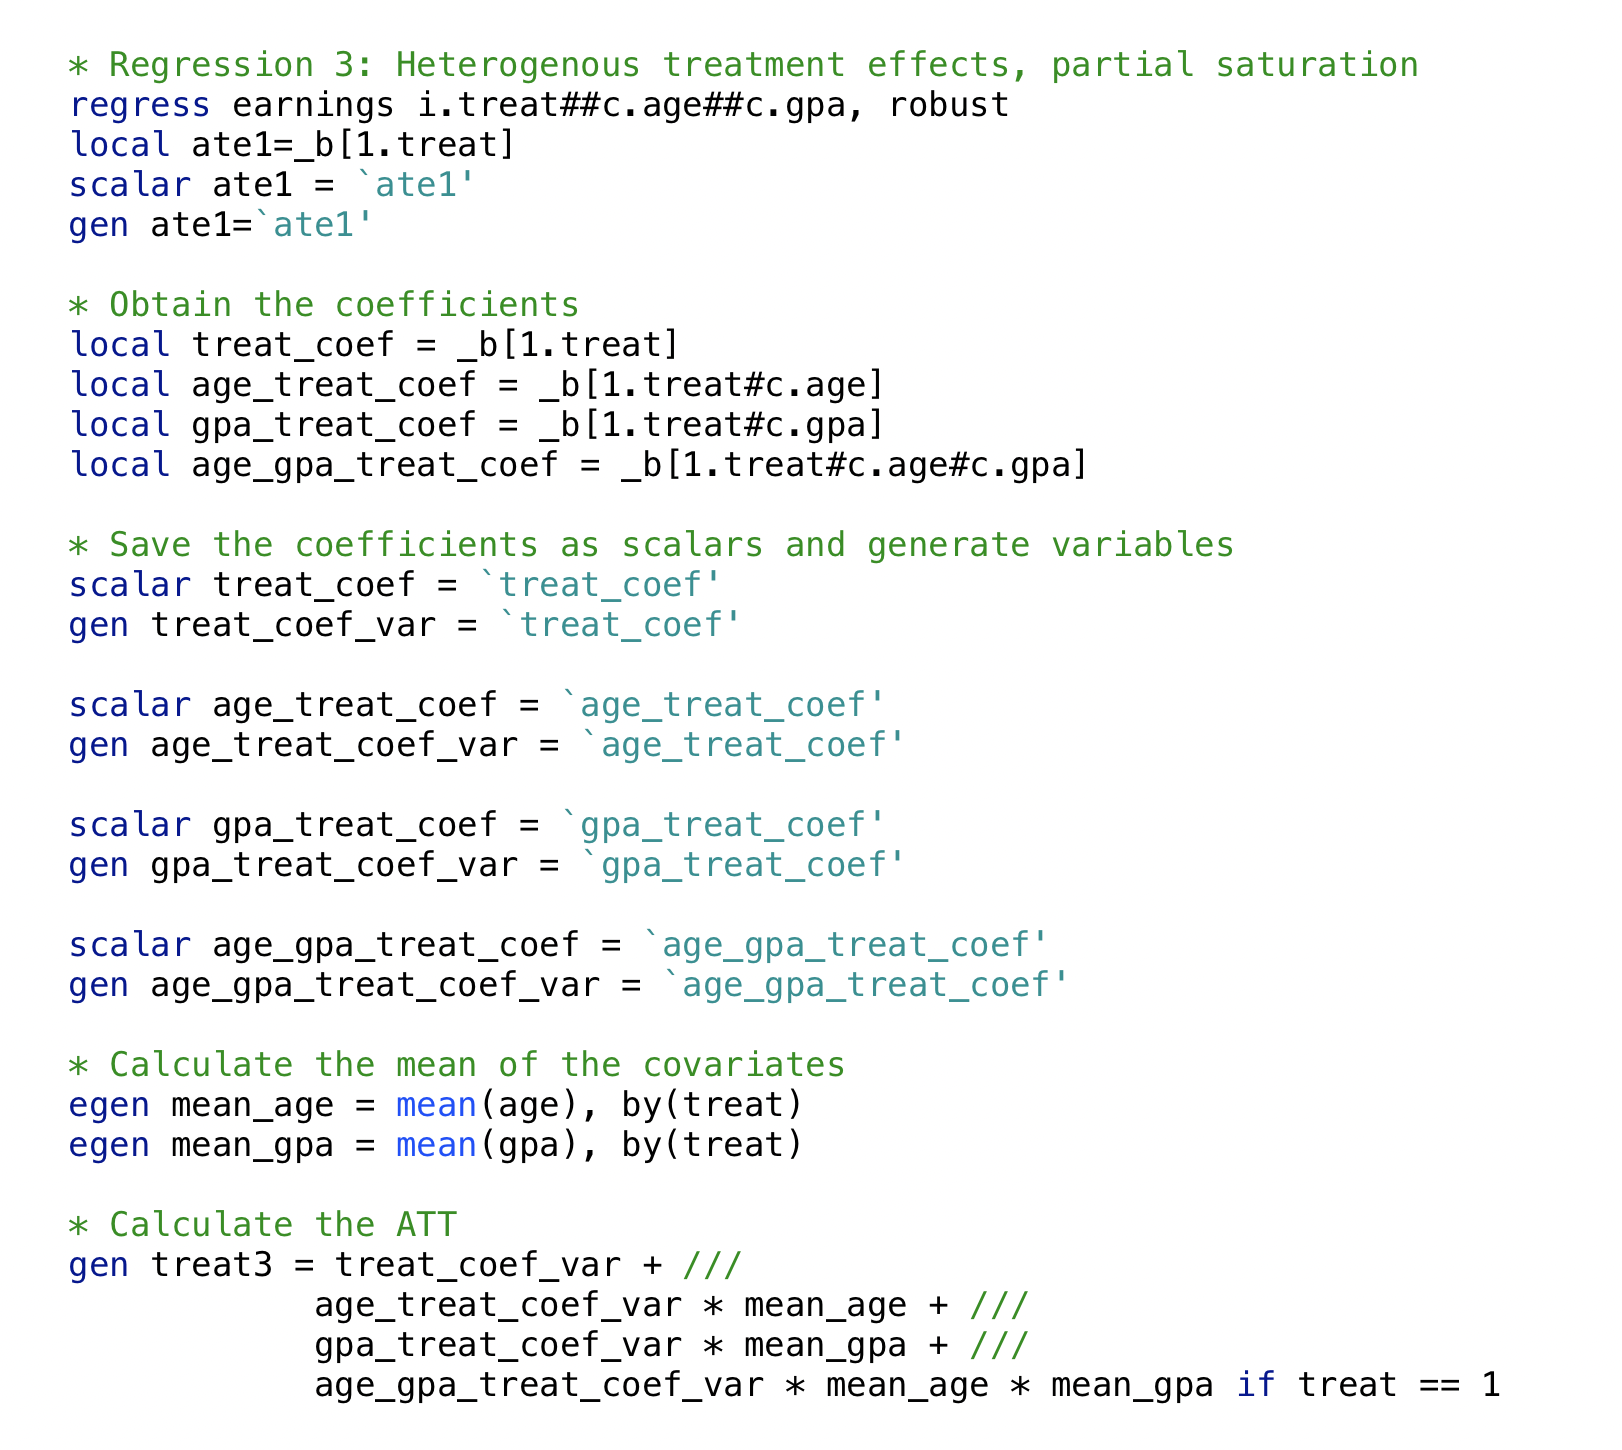 * Regression 3: Heterogenous treatment effects, partial saturation
regress earnings i.treat##c.age##c.gpa, robust
local ate1=_b[1.treat]
scalar ate1 = `ate1'
gen ate1=`ate1'
* Obtain the coefficients
local treat_coef = _b[1.treat]
local age_treat_coef = _b[1.treat#c.age]
local gpa_treat_coef = _b[1.treat#c.gpa]
local age_gpa_treat_coef = _b[1.treat#c.age#c.gpa]
* Save the coefficients as scalars and generate variables
scalar treat_coef = `treat_coef'
gen treat_coef_var = `treat_coef'
scalar age_treat_coef = `age_treat_coef'
gen age_treat_coef_var = `age_treat_coef'
scalar gpa_treat_coef = `gpa_treat_coef'
gen gpa_treat_coef_var = `gpa_treat_coef'
scalar age_gpa_treat_coef = `age_gpa_treat_coef'
gen age_gpa_treat_coef_var = `age_gpa_treat_coef'
* Calculate the mean of the covariates
egen mean_age = mean(age), by(treat)
egen mean_gpa = mean(gpa), by(treat)
* Calculate the ATT
gen treat3 = treat_coef_var + ///
age_treat_coef_var * mean_age + ///
gpa_treat_coef_var * mean_gpa + ///
age_gpa_treat_coef_var * mean_age * mean_gpa if treat == 1